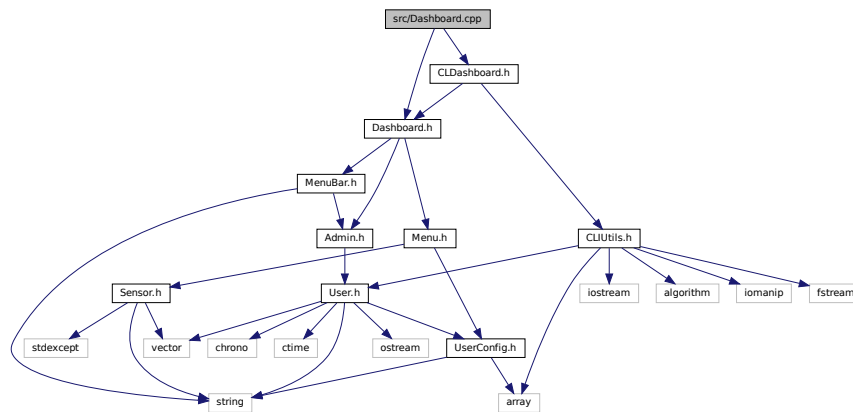 src/Dashboard.cpp
CLDashboard.h
Dashboard.h
MenuBar.h
Admin.h
Menu.h
CLIUtils.h
Sensor.h
User.h
iostream
algorithm
iomanip
fstream
stdexcept
vector
chrono
ctime
ostream
UserConfig.h
string
array